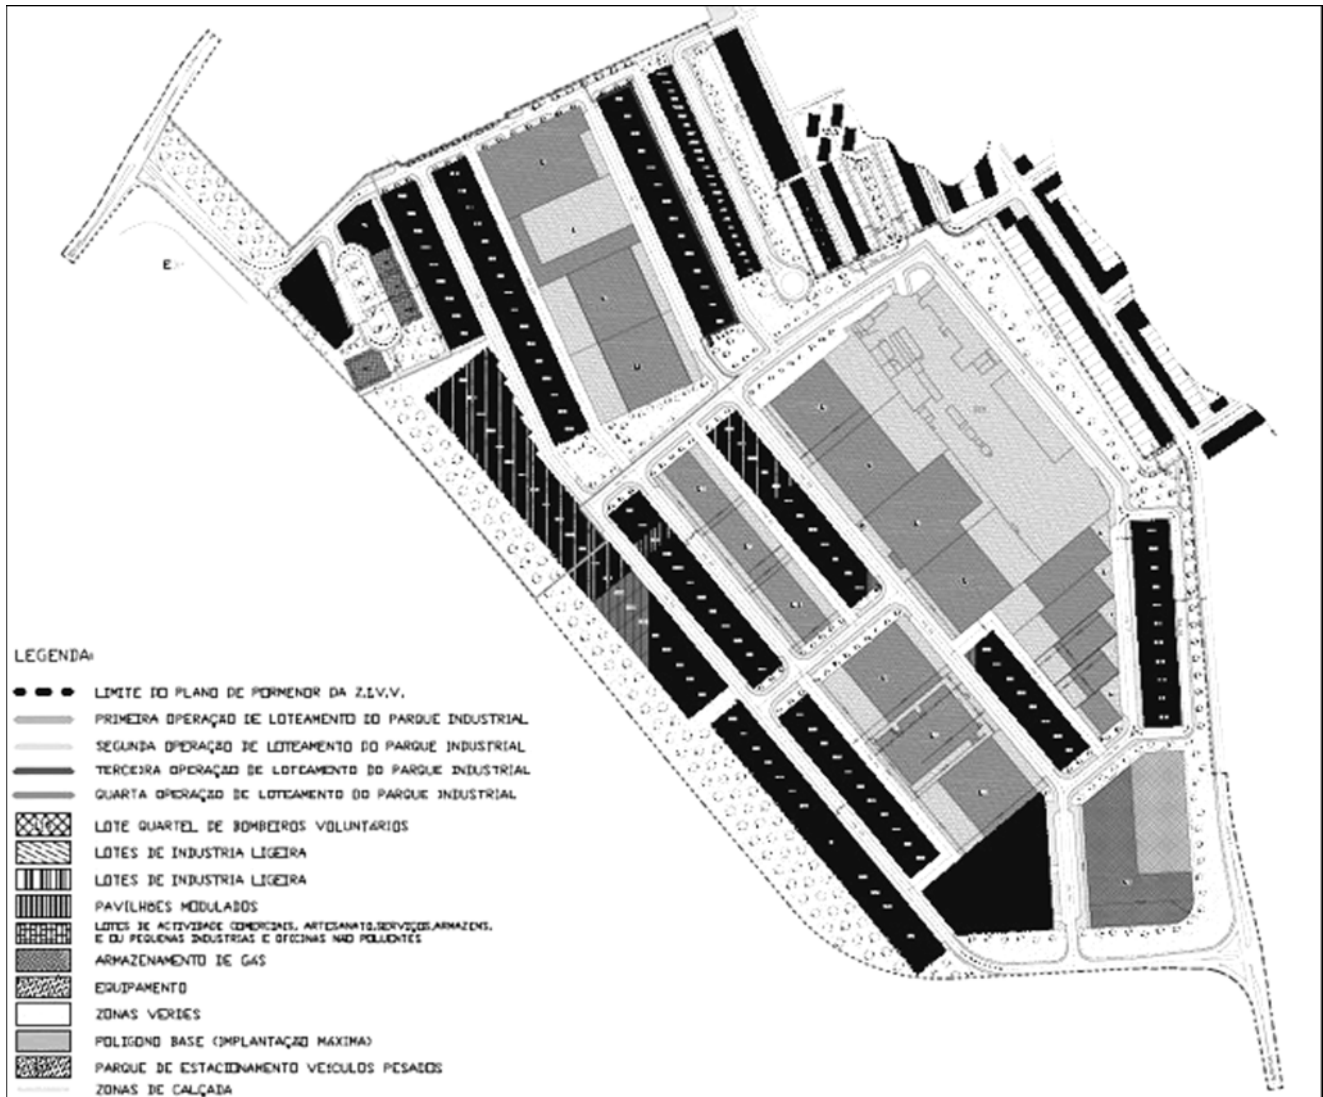 E
LEGENDA:
LIMITE DO PLANO DE PORMENOR DA Z.I.V.V.
PRIMEIRA OPERAÇÃO DE LOTEAMENTO DO PARQUE INDUSTRIAL
SEGUNDA OPERAÇÃO DE LOTEAMENTO DO PARQUE INDUSTRIAL
TERCEIRA OPERAÇÃO DE LOTEAMENTO DO PARQUE INDUSTRIAL
QUARTA OPERAÇÃO DE LOTEAMENTO DO PARQUE INDUSTRIAL
LOTE QUARTEL DE BOMBEIROS VOLUNTÁRIOS
LOTES DE INDUSTRIA LIGEIRA
LOTES DE INDUSTRIA LIGEIRA
PAVILHÕES MODULADOS
LOTES DE ACTIVIDADE COMERCIAIS, ARTESANATO,SERVIÇOS,ARMAZENS,
E OU PEQUENAS INDUSTRIAS E OFICINAS NÃO POLUENTES
ARMAZENAMENTO DE GÁS
EQUIPAMENTO
ZONAS VERDES
POLIGONO BASE (IMPLANTAÇÃO MÁXIMA)
PARQUE DE ESTACIONAMENTO VEÍCULOS PESADOS
ZONAS DE CALÇADA